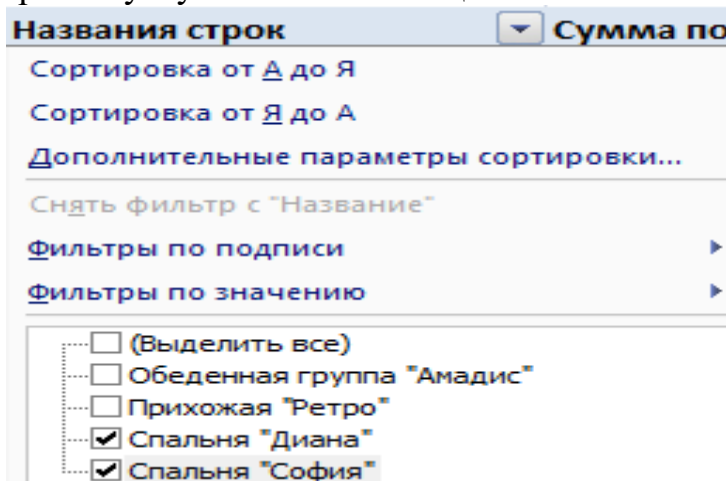 Названия строк Сумма по
Сортировка от А до Я
Сортировка от Я до А
Дополнительные параметры сортировки...
Снять фильтр с "Название"
Фильтры по подписи
Фильтры по значению
(Выделить все)
Обеденная группа "Амадис"
Прихожая "Ретро"
Спальня "Диана"
Спальня "София"